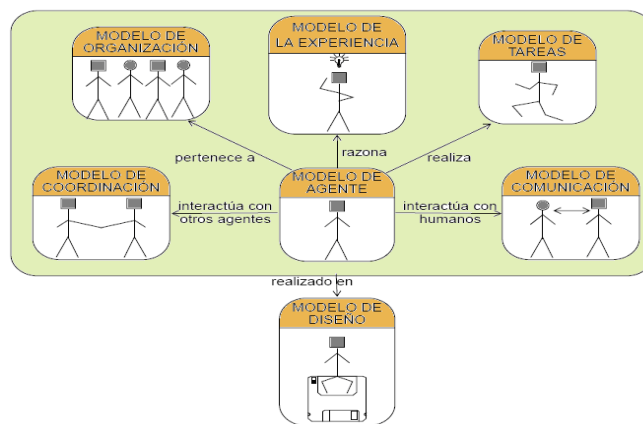 MODELO DE
ORGANIZACIÓN
MODELO DE
LA EXPERIENCIA
MODELO DE
TAREAS
pertenece a
razona
realiza
MODELO DE
COORDINACIÓN
interactúa con
otros agentes
MODELO DE
AGENTE
interactúa con
humanos
MODELO DE
COMUNICACIÓN
realizado en
MODELO DE
DISEÑO